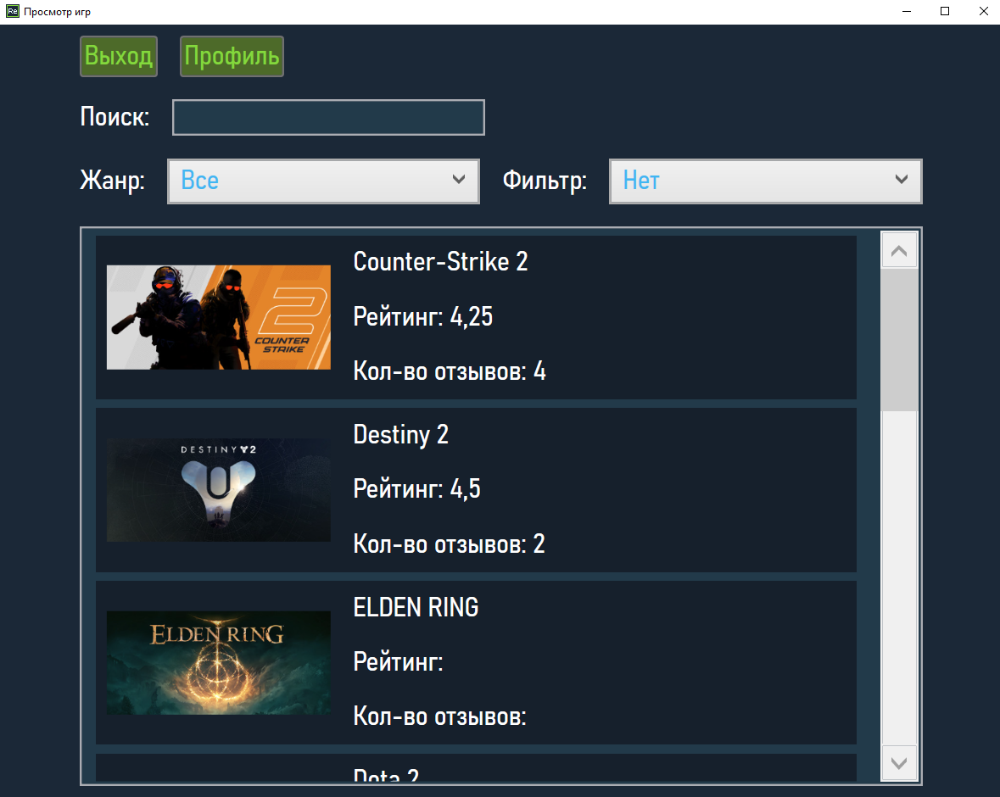 Re Просмотр игр
Выход Профиль
Поиск:
Жанр: Все Фильтр: Нет
2
COUNTER
STRIKE
Counter-Strike 2
Рейтинг: 4,25
Кол-во отзывов: 4
DESTINY 2
Destiny 2
Рейтинг: 4,5
Кол-во отзывов: 2
ELDEN RING
ELDEN RING
Рейтинг:
Кол-во отзывов:
Dota 2